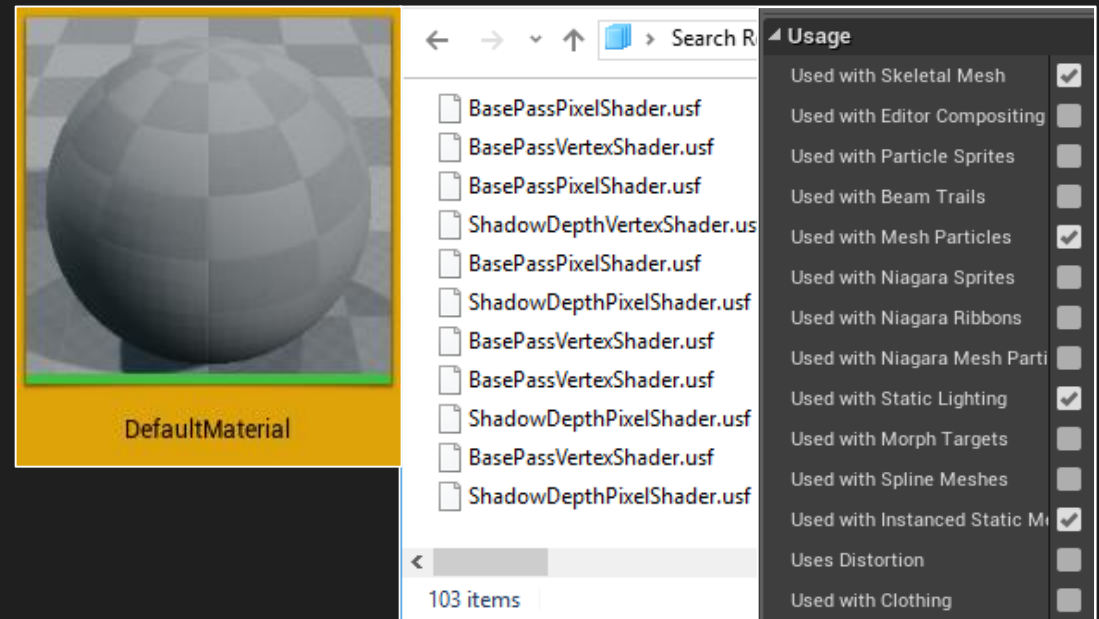 DefaultMaterial
Search R
BasePassPixelShader.usf
BasePassVertexShader.usf
BasePassPixelShader.usf
ShadowDepthVertexShader.us
BasePassPixelShader.usf
ShadowDepthPixelShader.usf
BasePassVertexShader.usf
BasePassVertexShader.usf
ShadowDepthPixelShader.usf
BasePassVertexShader.usf
ShadowDepthPixelShader.usf
103 items
Usage
Used with Skeletal Mesh
Used with Editor Compositing
Used with Particle Sprites
Used with Beam Trails
Used with Mesh Particles
Used with Niagara Sprites
Used with Niagara Ribbons
Used with Niagara Mesh Parti
Used with Static Lighting
Used with Morph Targets
Used with Spline Meshes
Used with Instanced Static Me
Uses Distortion
Used with Clothing